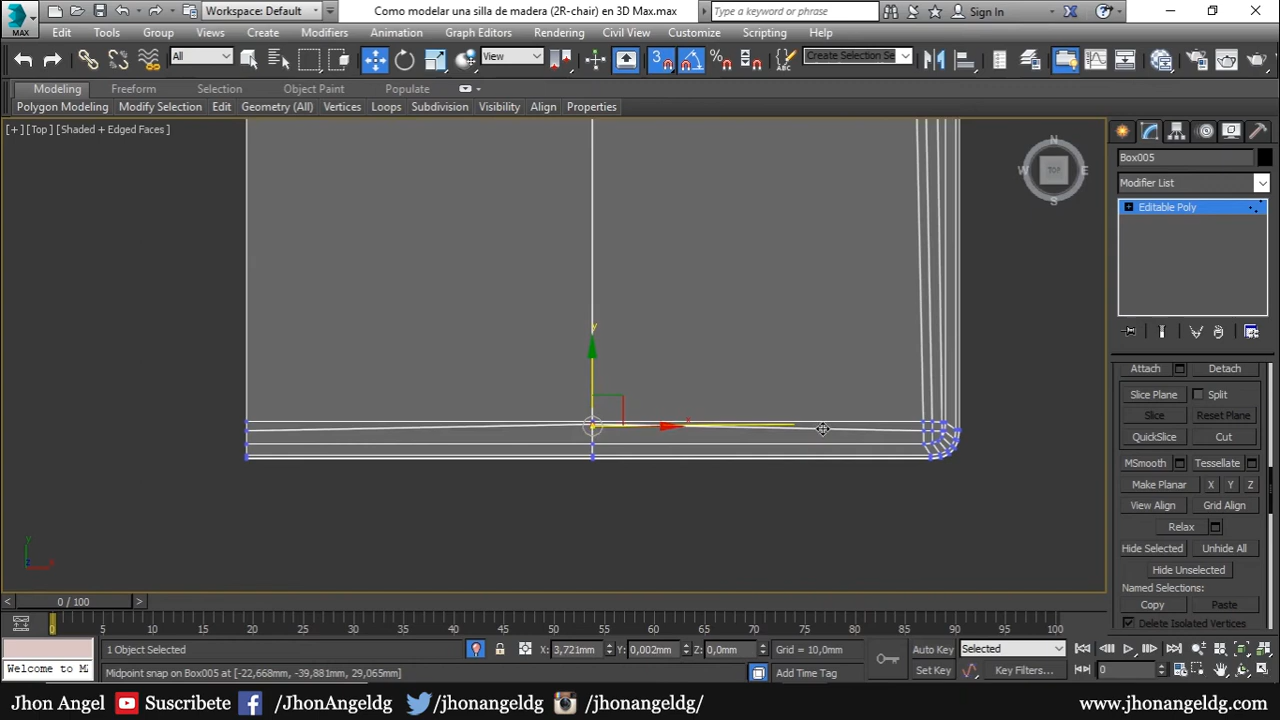 MAX
Workspace: Default
Como modelar una silla de madera (2R-chair) en 3D Max.max
Type a keyword or phrase
Sign In
Edit Tools Group Views Create Modifiers Animation Graph Editors Rendering Civil View Customize Scripting Help
All
View
3
Create Selection Se
Modeling Freeform Selection Object Paint Populate
Polygon Modeling Modify Selection Edit Geometry (All) Vertices Loops Subdivision Visibility Align Properties
[+] [Top] [Shaded + Edged Faces]
N
W TOP E
S
Box005
Modifier List
Editable Poly
y
x
Attach Detach
Slice Plane Split
Slice Reset Plane
QuickSlice Cut
MSmooth Tessellate
Make Planar X Y Z
View Align Grid Align
Relax
Hide Selected Unhide All
Hide Unselected
Named Selections:
Copy Paste
Delete Isolated Vertices
0 / 100
0 5 10 15 20 25 30 35 40 45 50 55 60 65 70 75 80 85 90 95 100
1 Object Selected
X: 3,721mm Y: 0,002mm Z: 0,0mm Grid = 10,0mm
Auto Key Selected
Welcome to M
Midpoint snap on Box005 at [-22,668mm, -39,881mm, 29,065mm]
Add Time Tag
Set Key Key Filters...
0
Jhon Angel Suscribete /JhonAngeldg /jhonangeldg /jhonangeldg/ www.jhonangeldg.com